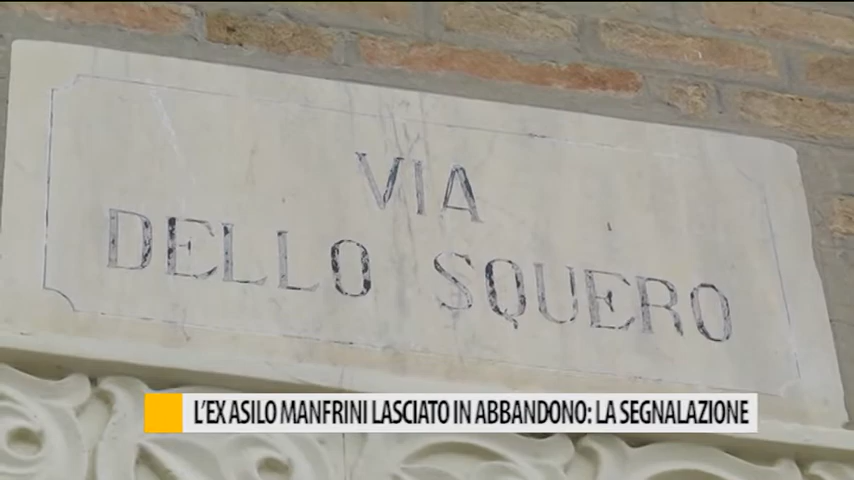 VIA
DELLO SQUERO
L'EX ASILO MANFRINI LASCIATO IN ABBANDONO: LA SEGNALAZIONE